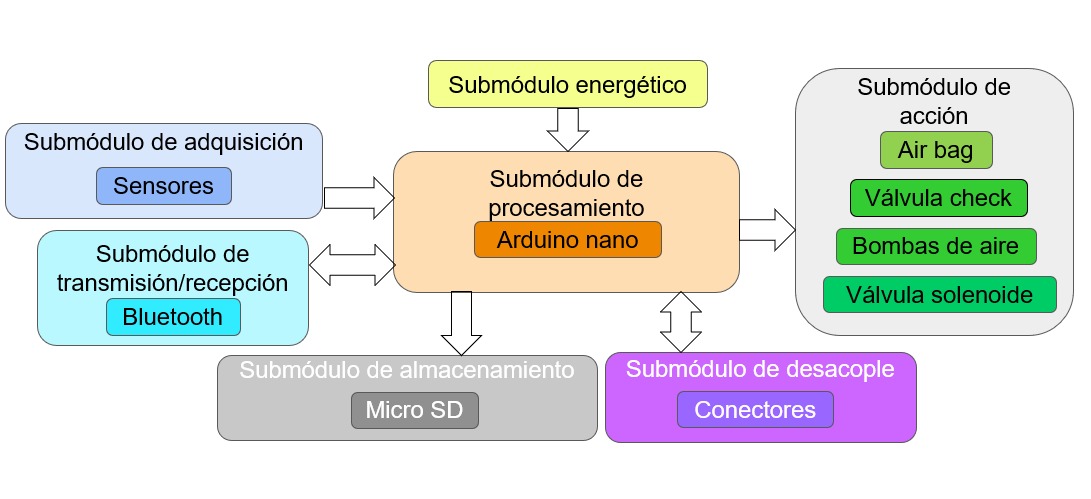 Submódulo energético
Submódulo de
acción
Air bag
Válvula check
Bombas de aire
Válvula solenoide
Submódulo de adquisición
Sensores
Submódulo de
procesamiento
Arduino nano
Submódulo de
transmisión/recepción
Bluetooth
Submódulo de almacenamiento
Micro SD
Submódulo de desacople
Conectores